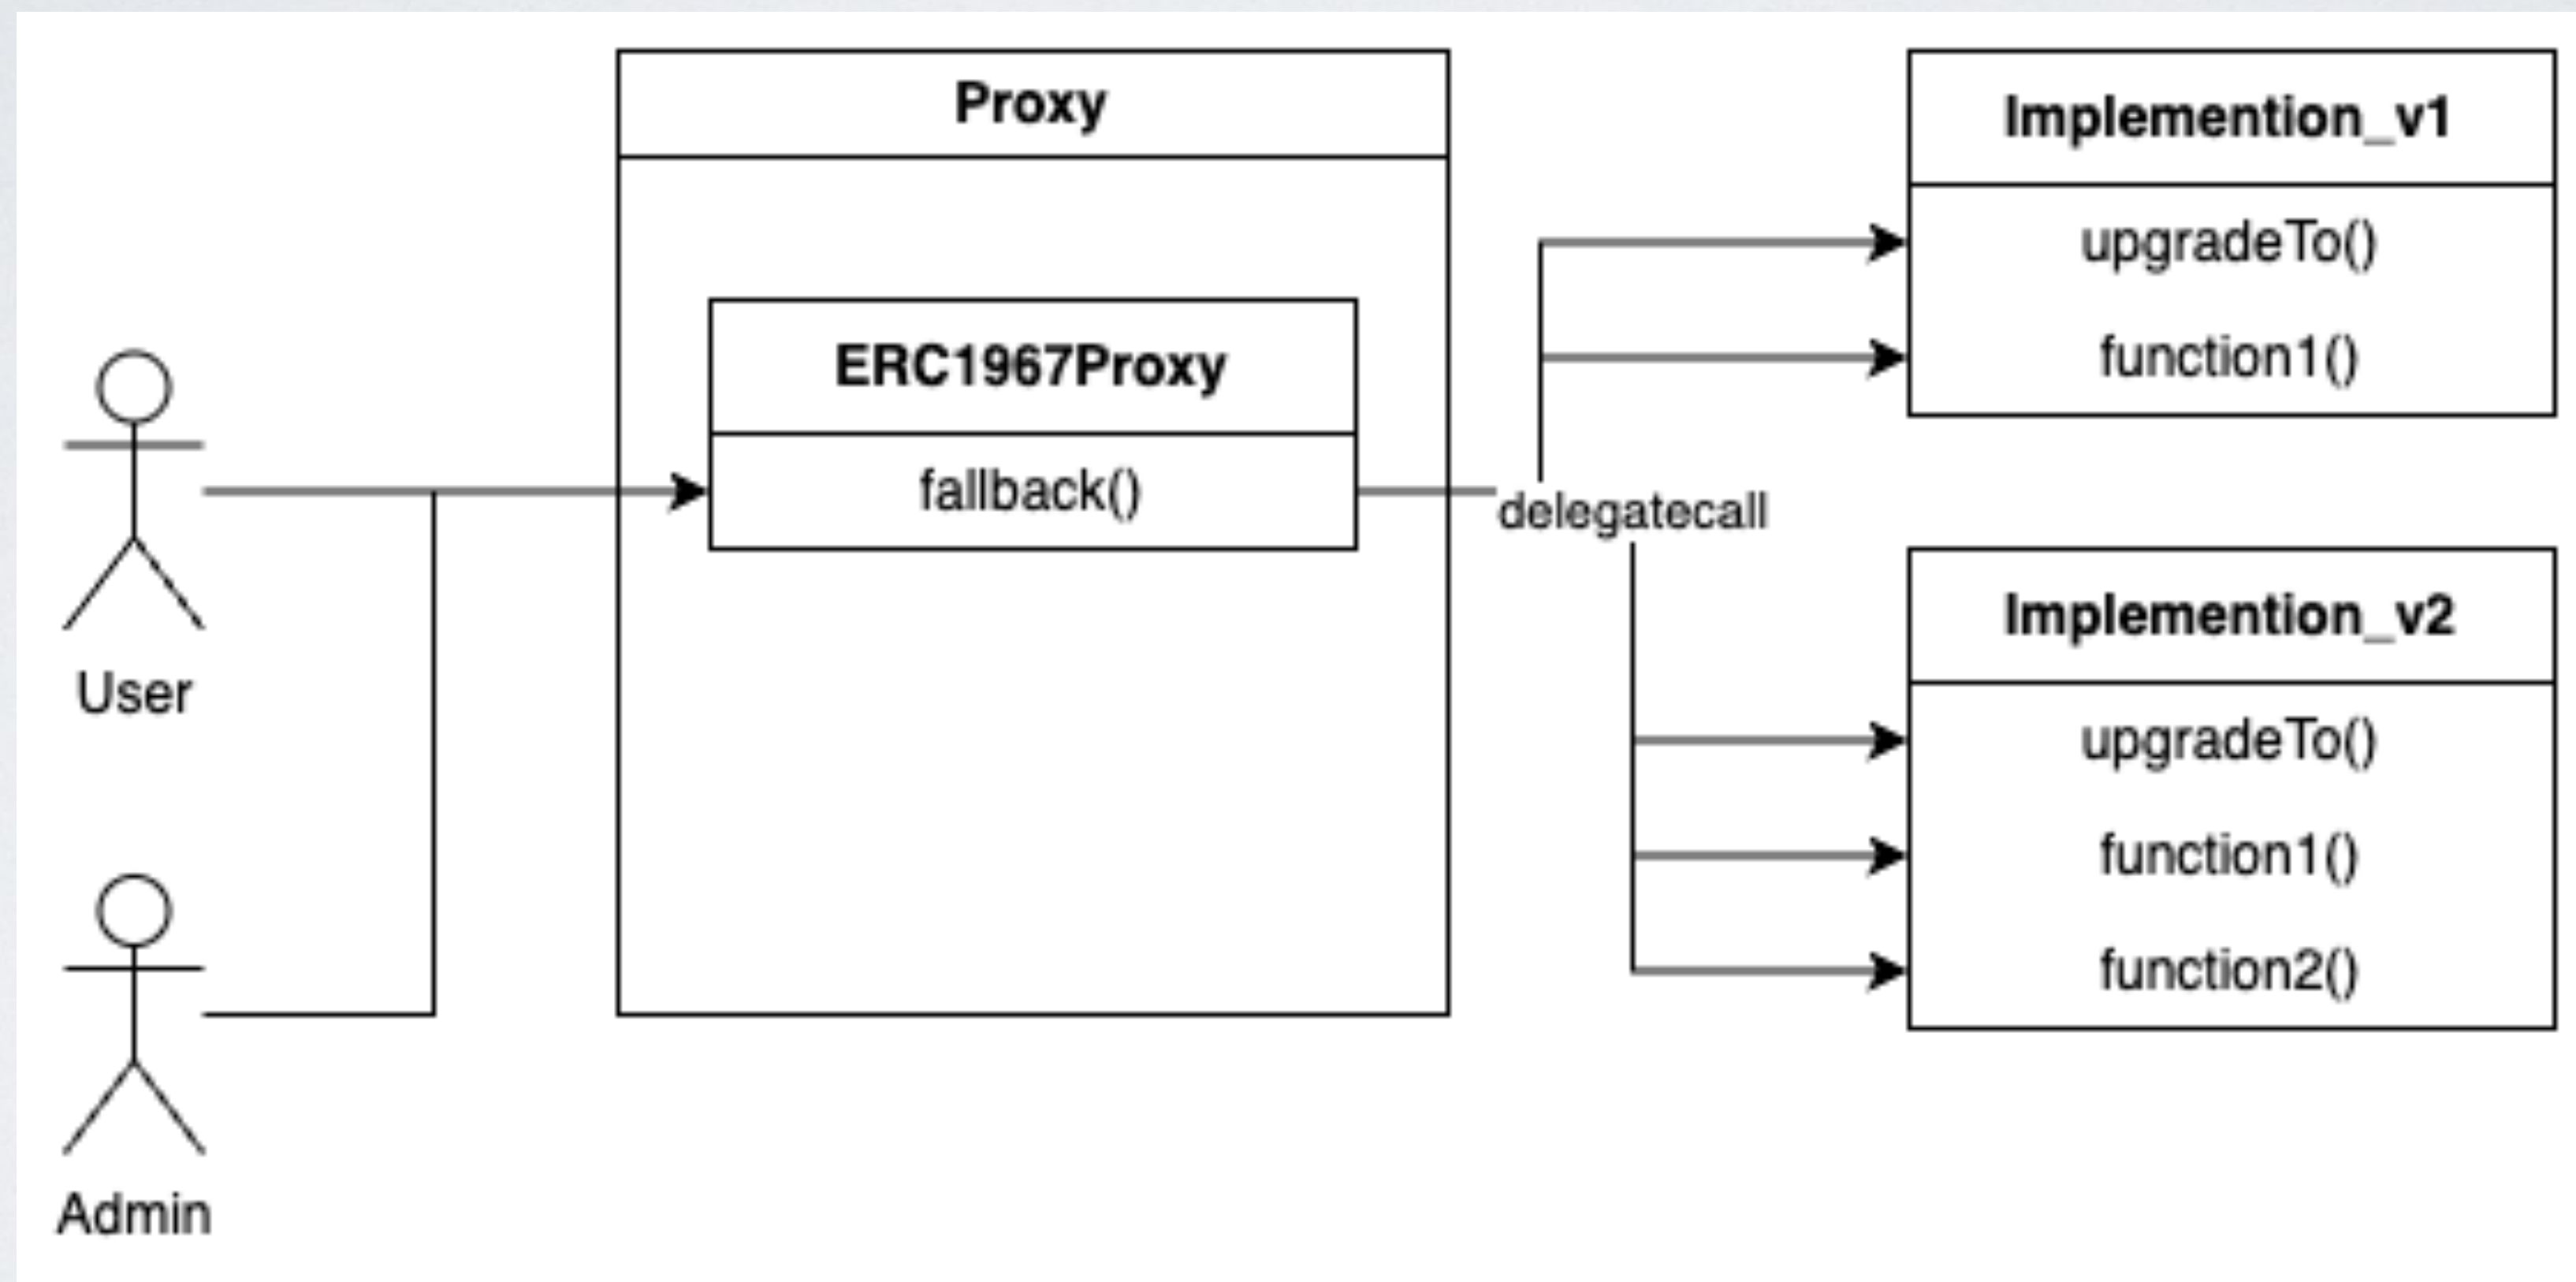 Proxy
ERC1967Proxy
fallback()
User
Admin
delegatecall
Implemention_v1
upgradeTo()
function1()
Implemention_v2
upgradeTo()
function1()
function2()